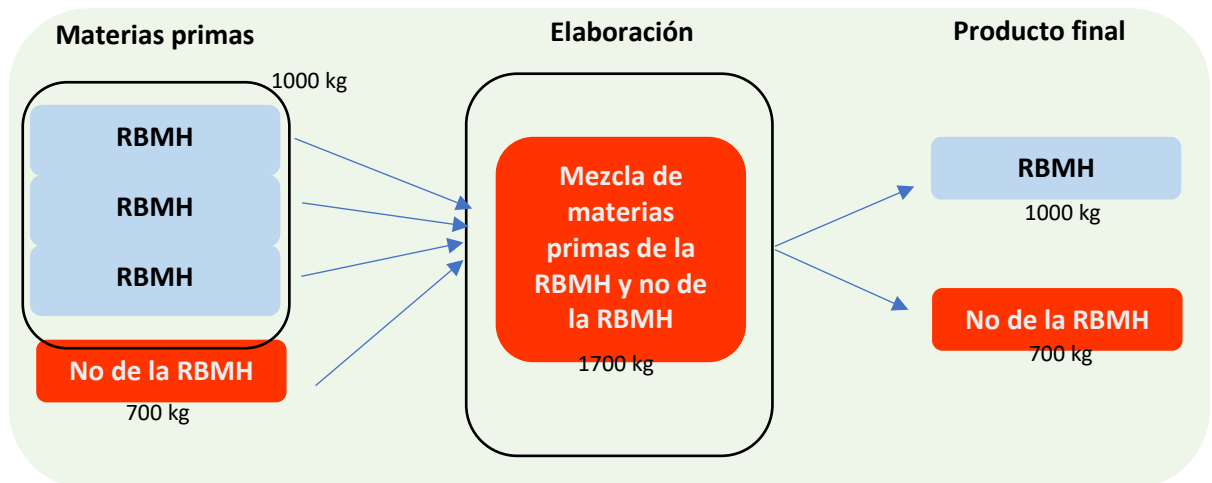 Materias primas
1000 kg
RBMH
RBMH
RBMH
No de la RBMH
700 kg
Elaboración
Mezcla de
materias
primas de la
RBMH y no de
la RBMH
1700 kg
Producto final
RBMH
1000 kg
No de la RBMH
700 kg